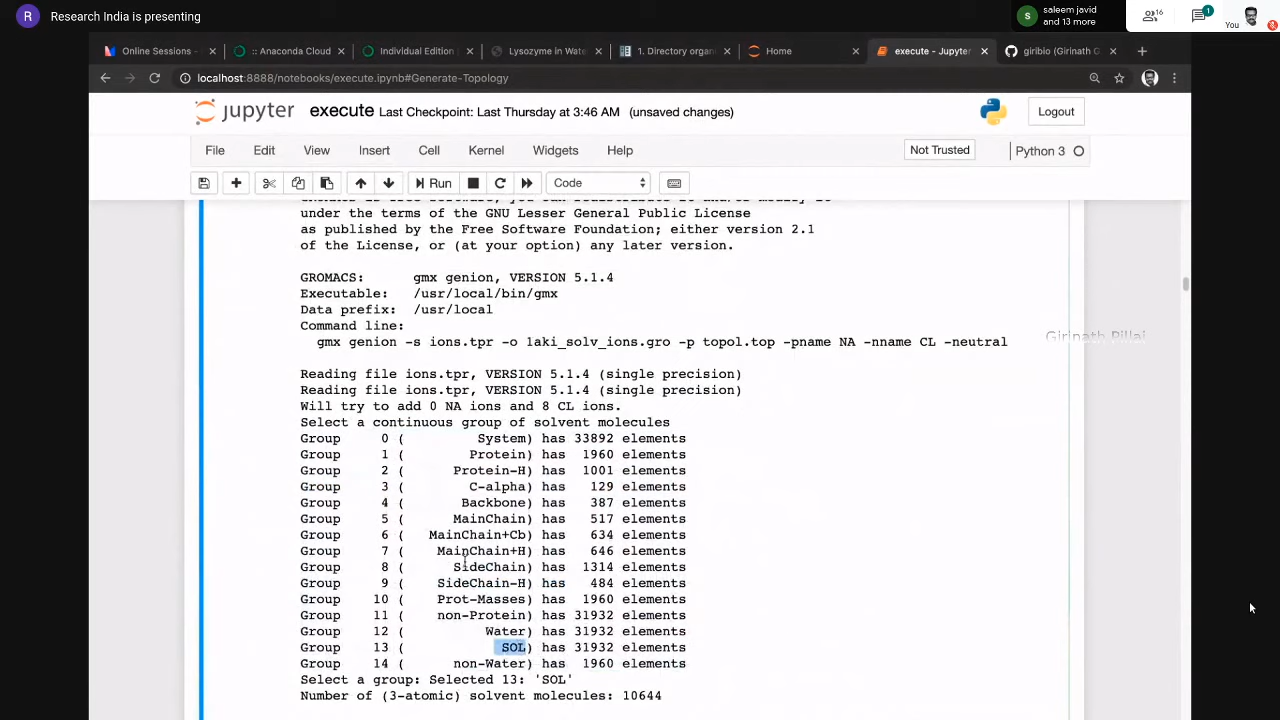 R Research India is presenting
S saleem javid
and 13 more
16
1
You
Online Sessions -
:: Anaconda Cloud
Individual Edition |
Lysozyme in Wate
1. Directory organ
Home
execute - Jupyter
giribio (Girinath G
localhost:8888/notebooks/execute.ipynb#Generate-Topology
jupyter execute Last Checkpoint: Last Thursday at 3:46 AM (unsaved changes)
Logout
File Edit View Insert Cell Kernel Widgets Help
Not Trusted
Python 3
Run
Code
under the terms of the GNU Lesser General Public License
as published by the Free Software Foundation; either version 2.1
of the License, or (at your option) any later version.
GROMACS: gmx genion, VERSION 5.1.4
Executable: /usr/local/bin/gmx
Data prefix: /usr/local
Command line:
gmx genion -s ions.tpr -o 1aki_solv_ions.gro -p topol.top -pname NA -nname CL -neutral
Girinath Pillai
Reading file ions.tpr, VERSION 5.1.4 (single precision)
Reading file ions.tpr, VERSION 5.1.4 (single precision)
Will try to add 0 NA ions and 8 CL ions.
Select a continuous group of solvent molecules
Group 0 ( System) has 33892 elements
Group 1 ( Protein) has 1960 elements
Group 2 ( Protein-H) has 1001 elements
Group 3 ( C-alpha) has 129 elements
Group 4 ( Backbone) has 387 elements
Group 5 ( MainChain) has 517 elements
Group 6 ( MainChain+Cb) has 634 elements
Group 7 ( MainChain+H) has 646 elements
Group 8 ( SideChain) has 1314 elements
Group 9 ( SideChain-H) has 484 elements
Group 10 ( Prot-Masses) has 1960 elements
Group 11 ( non-Protein) has 31932 elements
Group 12 ( Water) has 31932 elements
Group 13 ( SOL) has 31932 elements
Group 14 ( non-Water) has 1960 elements
Select a group: Selected 13: 'SOL'
Number of (3-atomic) solvent molecules: 10644